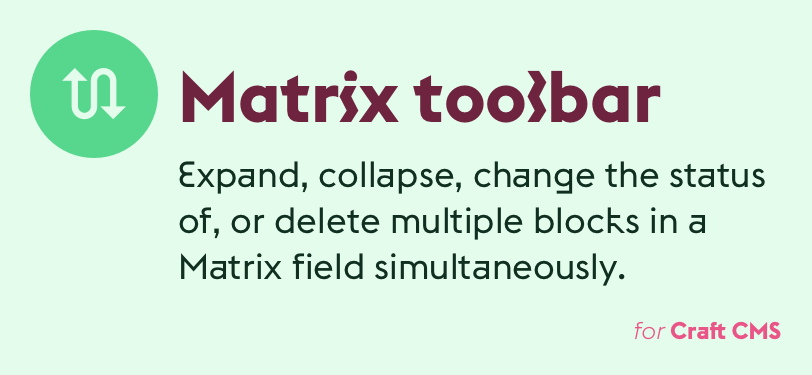 Matrix toolbar
Expand, collapse, change the status
of, or delete multiple blocks in a
Matrix field simultaneously.
for Craft CMS